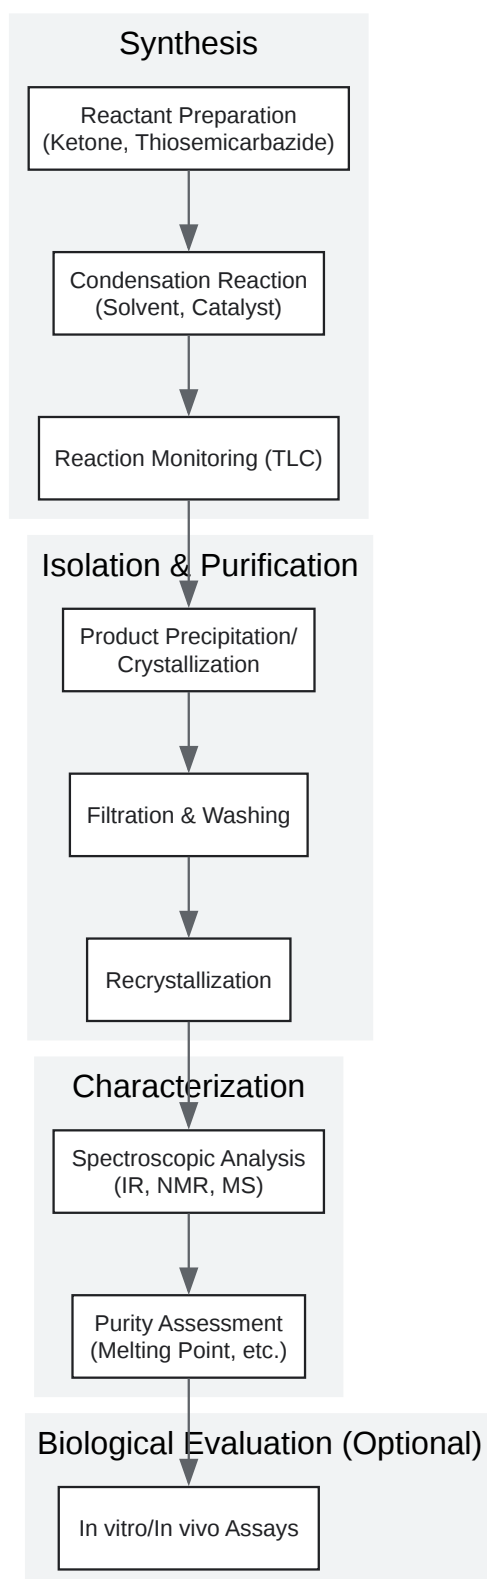 Synthesis
Reactant Preparation
(Ketone, Thiosemicarbazide)
Condensation Reaction
(Solvent, Catalyst)
Reaction Monitoring (TLC)
Isolation & Purification
Product Precipitation/
Crystallization
Filtration & Washing
Recrystallization
Characterization
Spectroscopic Analysis
(IR, NMR, MS)
Purity Assessment
(Melting Point, etc.)
Biological Evaluation (Optional)
In vitro/In vivo Assays